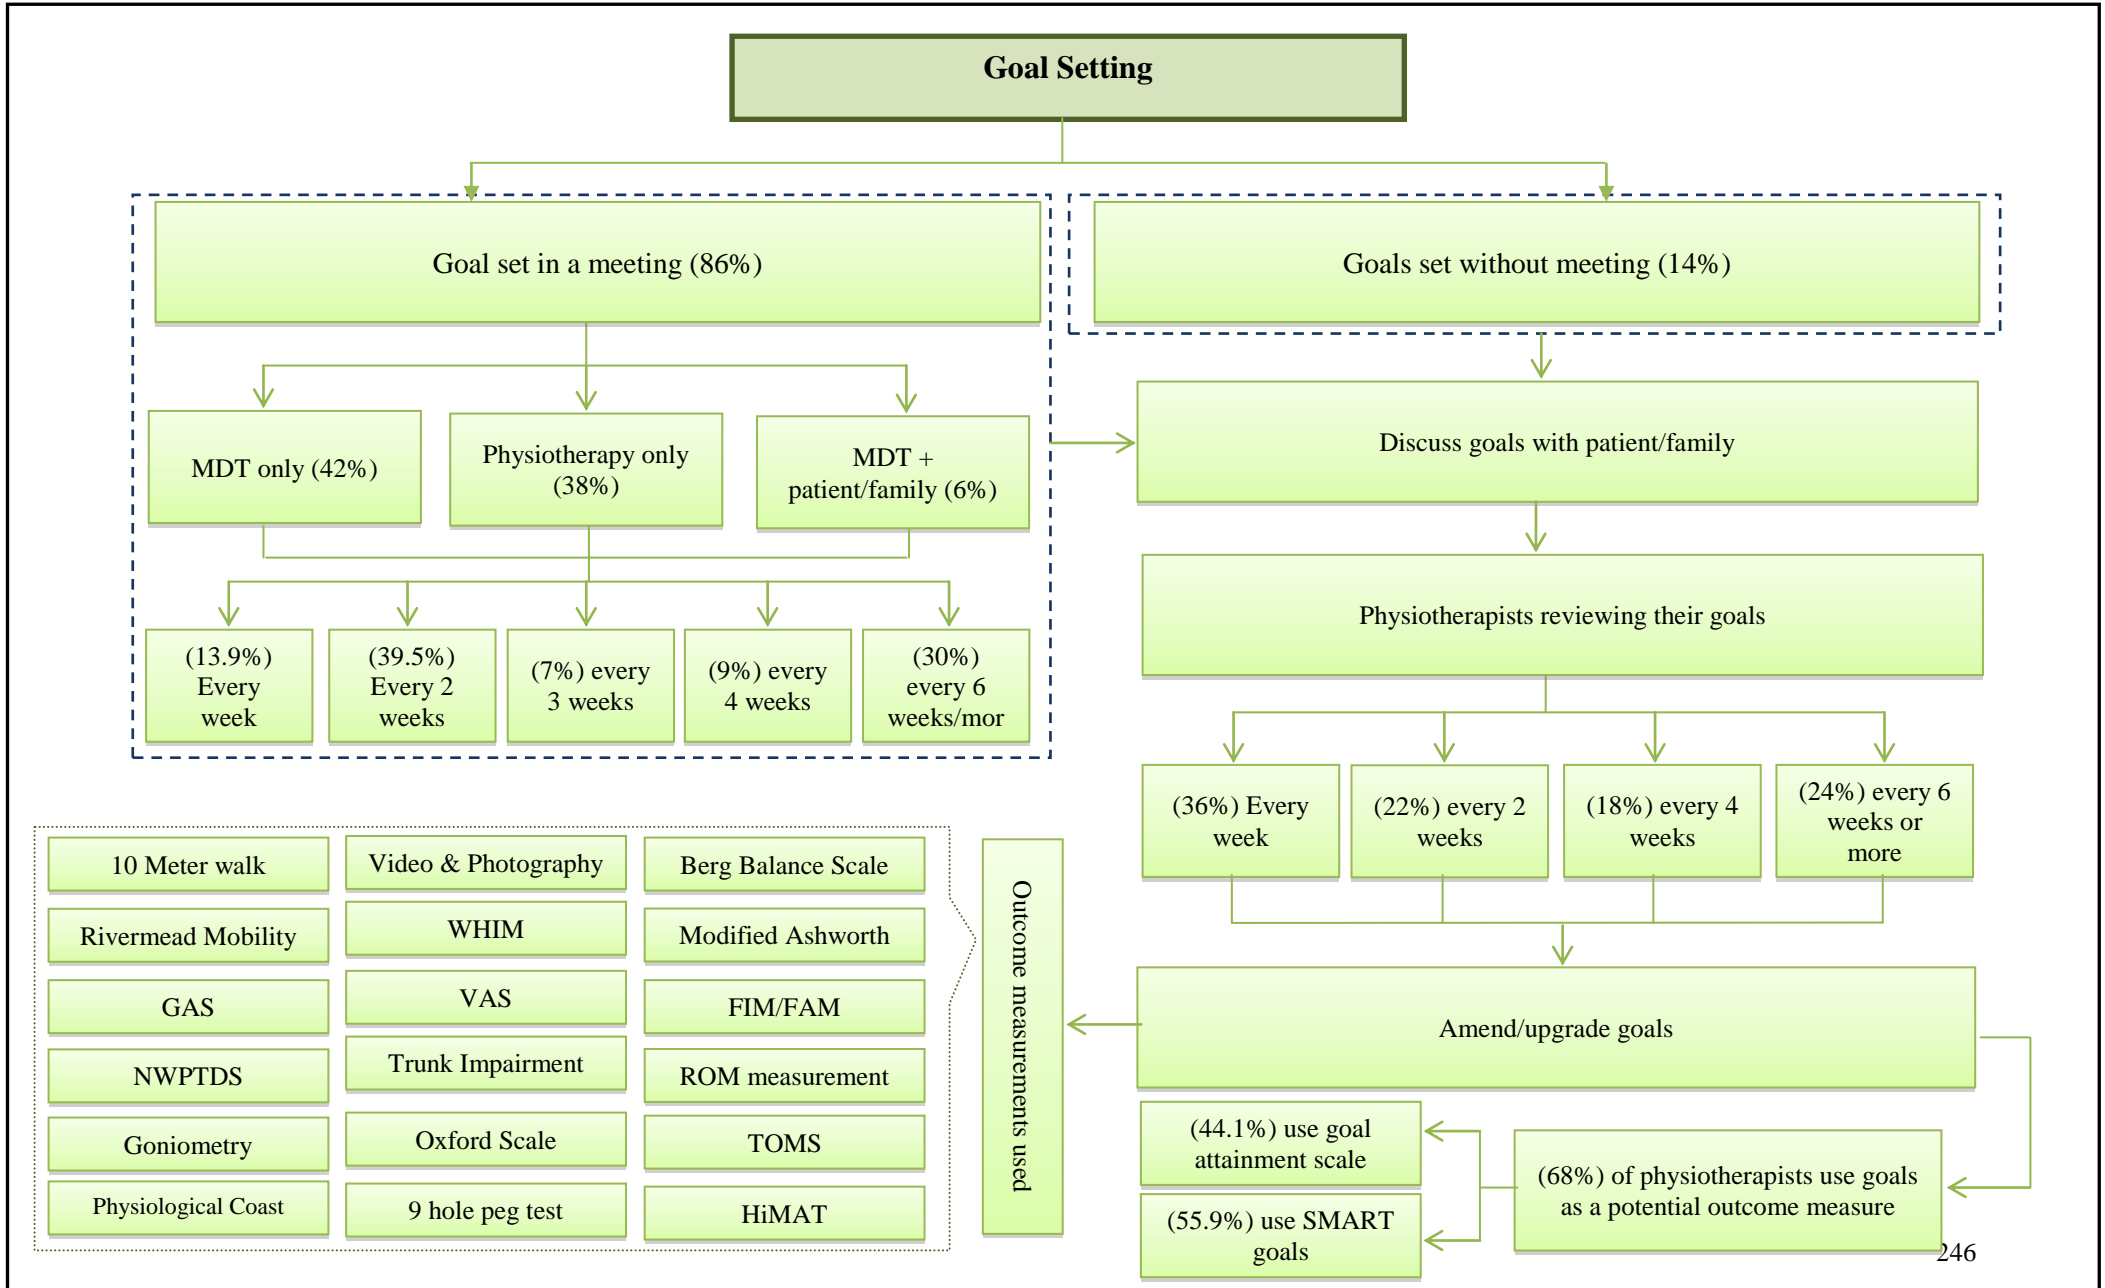 Goal Setting
Goal set in a meeting (86%)
Goals set without meeting (14%)
MDT only (42%)
Physiotherapy only
(38%)
MDT +
patient/family (6%)
(13.9%)
Every
week
(39.5%)
Every 2
weeks
(7%) every
3 weeks
(9%) every
4 weeks
(30%)
every 6
weeks/mor
Discuss goals with patient/family
Physiotherapists reviewing their goals
(36%) Every
week
(22%) every 2
weeks
(18%) every 4
weeks
(24%) every 6
weeks or
more
Amend/upgrade goals
(68%) of physiotherapists use goals
as a potential outcome measure
(44.1%) use goal
attainment scale
(55.9%) use SMART
goals
Outcome measurements used
10 Meter walk
Rivermead Mobility
GAS
NWPTDS
Goniometry
Physiological Coast
Video & Photography
WHIM
VAS
Trunk Impairment
Oxford Scale
9 hole peg test
Berg Balance Scale
Modified Ashworth
FIM/FAM
ROM measurement
TOMS
HiMAT
246